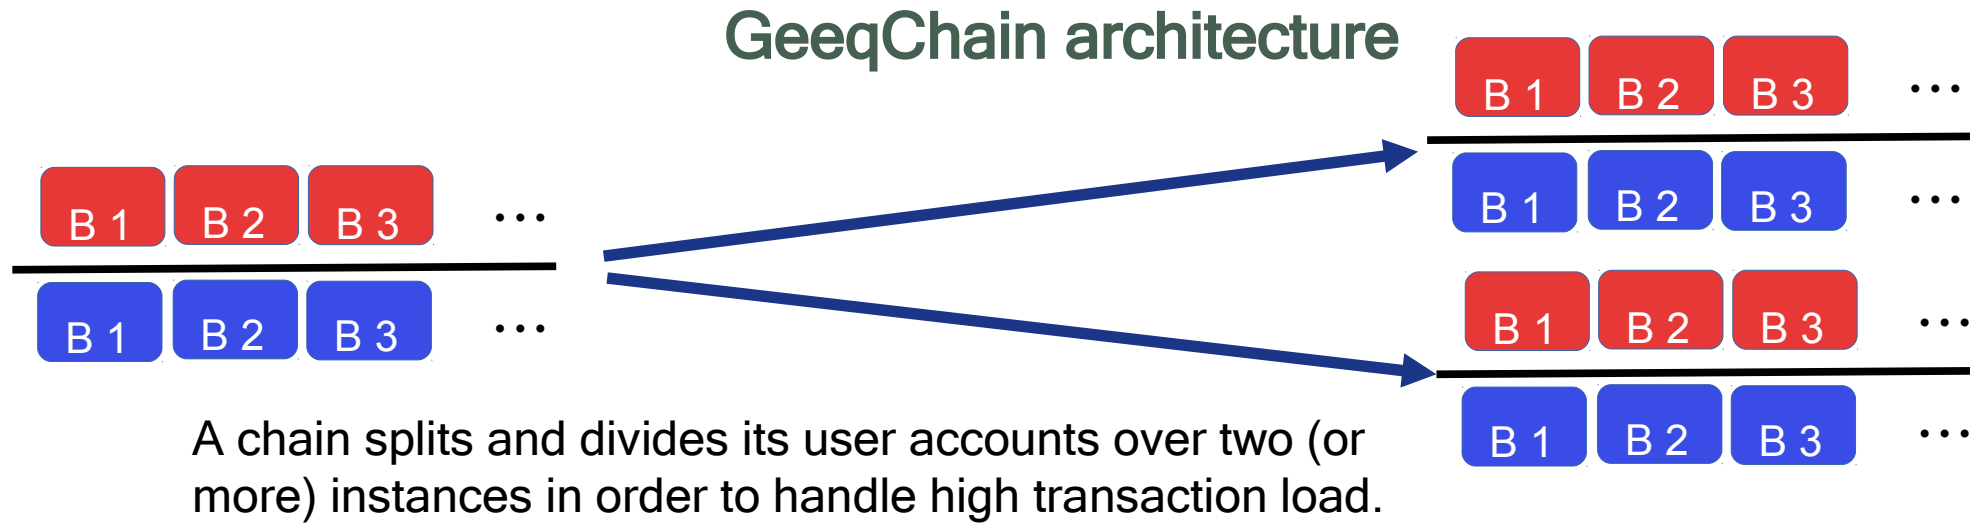 GeeqChain architecture
B 1 B 2 B 3 ...
B 1 B 2 B 3 ...
B 1 B 2 B 3 ...
B 1 B 2 B 3 ...
B 1 B 2 B 3 ...
B 1 B 2 B 3 ...
A chain splits and divides its user accounts over two (or
more) instances in order to handle high transaction load.